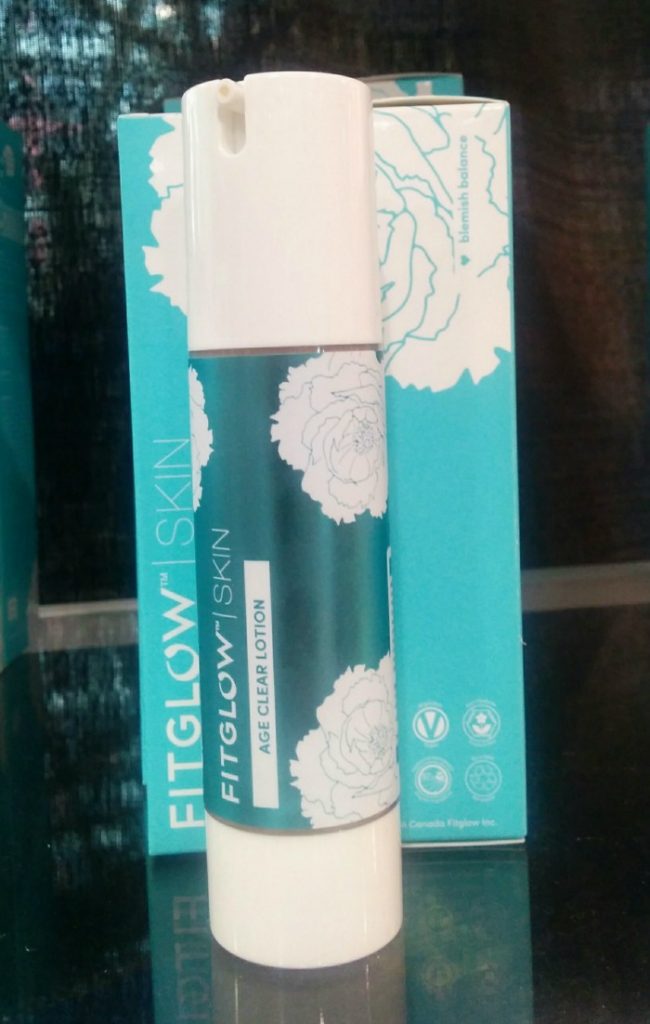 ♥ blemish balance
FITGLOW™ | SKIN
FITGLOW™ | SKIN
AGE CLEAR LOTION
V
Canada Fitglow Inc.